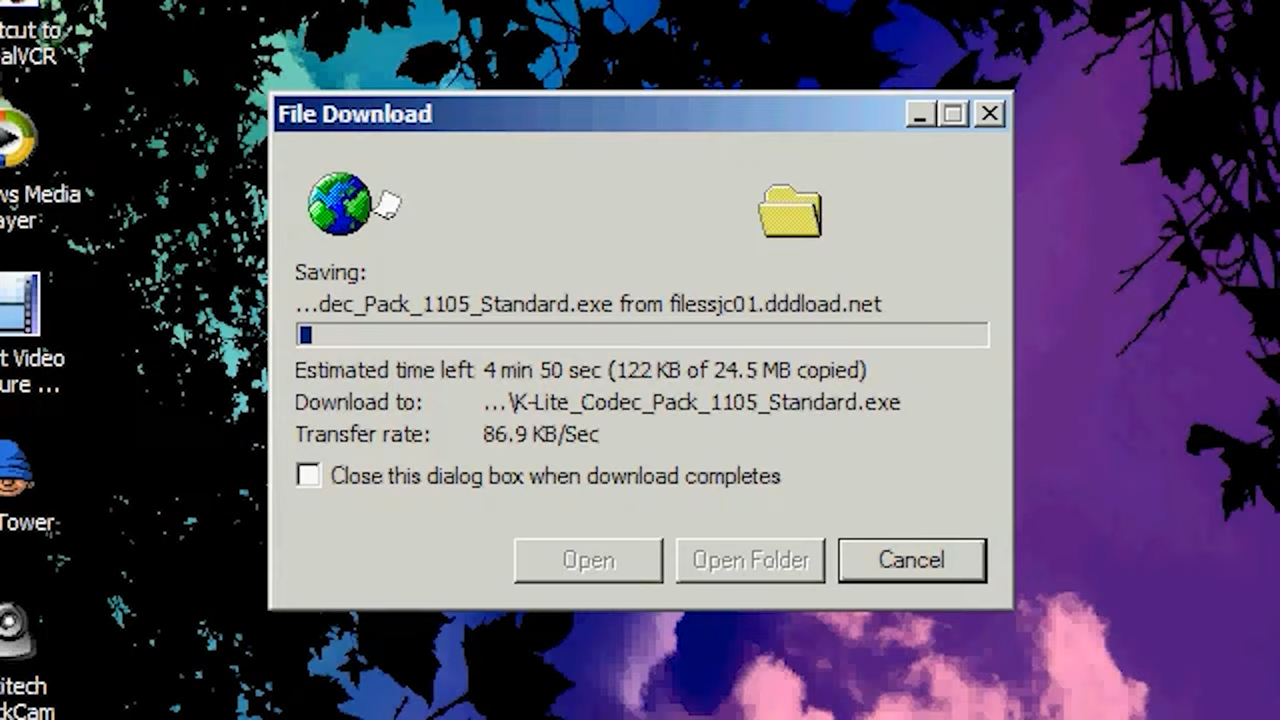 tcut to
alVCR
ws Media
ayer
t Video
ure ...
Tower
itech
kCam
File Download
Saving:
...dec_Pack_1105_Standard.exe from filessjc01.dddload.net
Estimated time left 4 min 50 sec (122 KB of 24.5 MB copied)
Download to: ...\K-Lite_Codec_Pack_1105_Standard.exe
Transfer rate: 86.9 KB/Sec
Close this dialog box when download completes
Open Open Folder Cancel